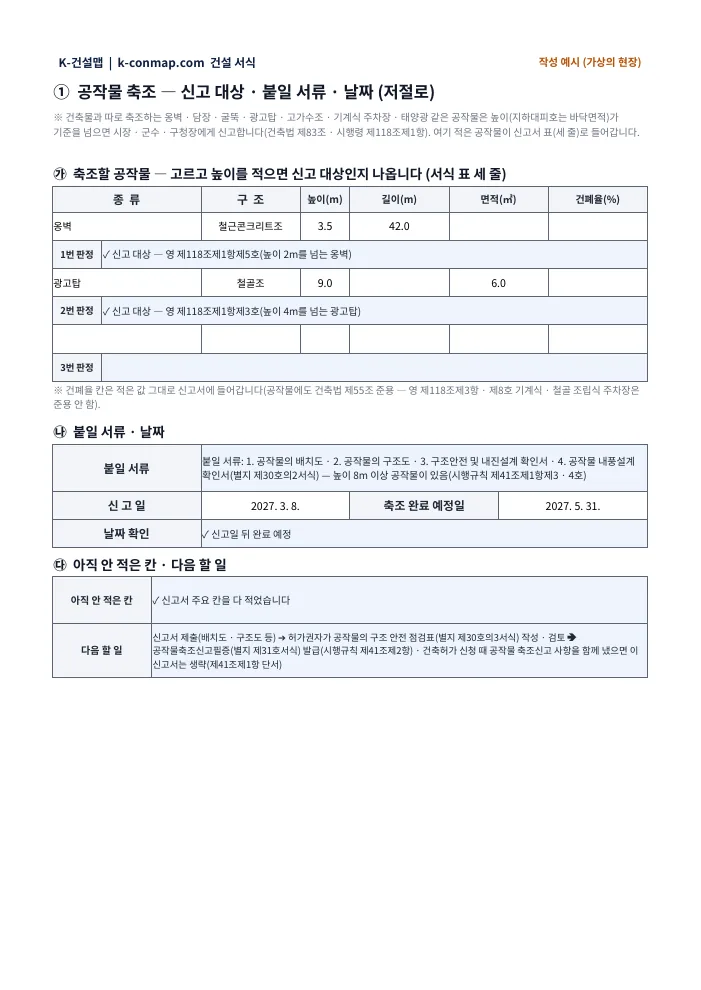 K-건설맵 | k-conmap.com 건설 서식
작성 예시 (가상의 현장)
① 공작물 축조 — 신고 대상 · 붙일 서류 · 날짜 (저절로)
※ 건축물과 따로 축조하는 옹벽 · 담장 · 굴뚝 · 광고탑 · 고가수조 · 기계식 주차장 · 태양광 같은 공작물은 높이(지하대피호는 바닥면적)가
기준을 넘으면 시장 · 군수 · 구청장에게 신고합니다(건축법 제83조 · 시행령 제118조제1항). 여기 적은 공작물이 신고서 표(세 줄)로 들어갑니다.
㉮ 축조할 공작물 — 고르고 높이를 적으면 신고 대상인지 나옵니다 (서식 표 세 줄)
종 류 구 조 높이(m) 길이(m) 면적(㎡) 건폐율(%)
옹벽 철근콘크리트조 3.5 42.0
1번 판정 ✓ 신고 대상 — 영 제118조제1항제5호(높이 2m를 넘는 옹벽)
광고탑 철골조 9.0 6.0
2번 판정 ✓ 신고 대상 — 영 제118조제1항제3호(높이 4m를 넘는 광고탑)
3번 판정
※ 건폐율 칸은 적은 값 그대로 신고서에 들어갑니다(공작물에도 건축법 제55조 준용 — 영 제118조제3항 · 제8호 기계식 · 철골 조립식 주차장은
준용 안 함).
㉯ 붙일 서류 · 날짜
붙일 서류 붙일 서류: 1. 공작물의 배치도 · 2. 공작물의 구조도 · 3. 구조안전 및 내진설계 확인서 · 4. 공작물 내풍설계
확인서(별지 제30호의2서식) — 높이 8m 이상 공작물이 있음(시행규칙 제41조제1항제3 · 4호)
신 고 일 2027. 3. 8. 축조 완료 예정일 2027. 5. 31.
날짜 확인 ✓ 신고일 뒤 완료 예정
㉰ 아직 안 적은 칸 · 다음 할 일
아직 안 적은 칸 ✓ 신고서 주요 칸을 다 적었습니다
다음 할 일 신고서 제출(배치도 · 구조도 등) ➔ 허가권자가 공작물의 구조 안전 점검표(별지 제30호의3서식) 작성 · 검토 ➔
공작물축조신고필증(별지 제31호서식) 발급(시행규칙 제41조제2항) · 건축허가 신청 때 공작물 축조신고 사항을 함께 냈으면 이
신고서는 생략(제41조제1항 단서)